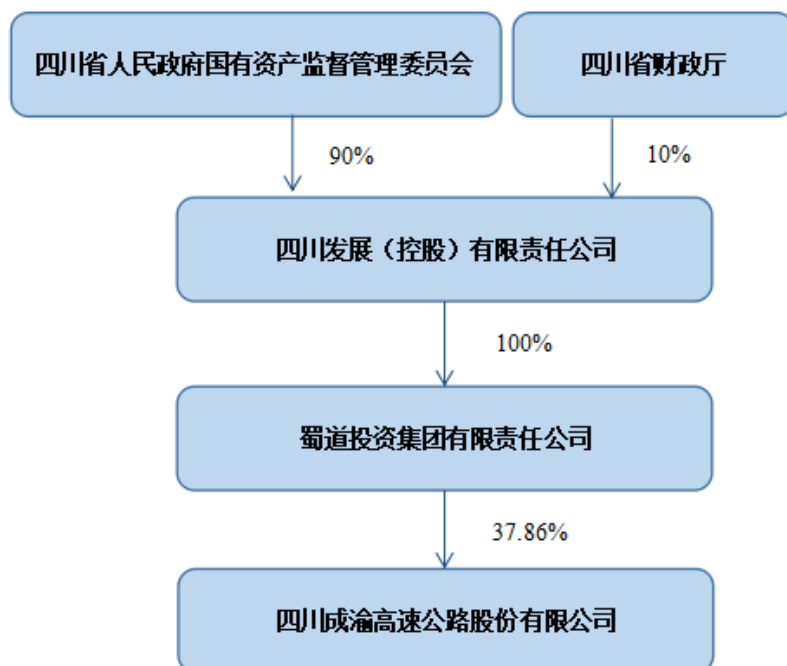 四川省人民政府国有资产监督管理委员会
四川省财政厅
90%
10%
四川发展（控股）有限责任公司
100%
蜀道投资集团有限责任公司
37.86%
四川成渝高速公路股份有限公司